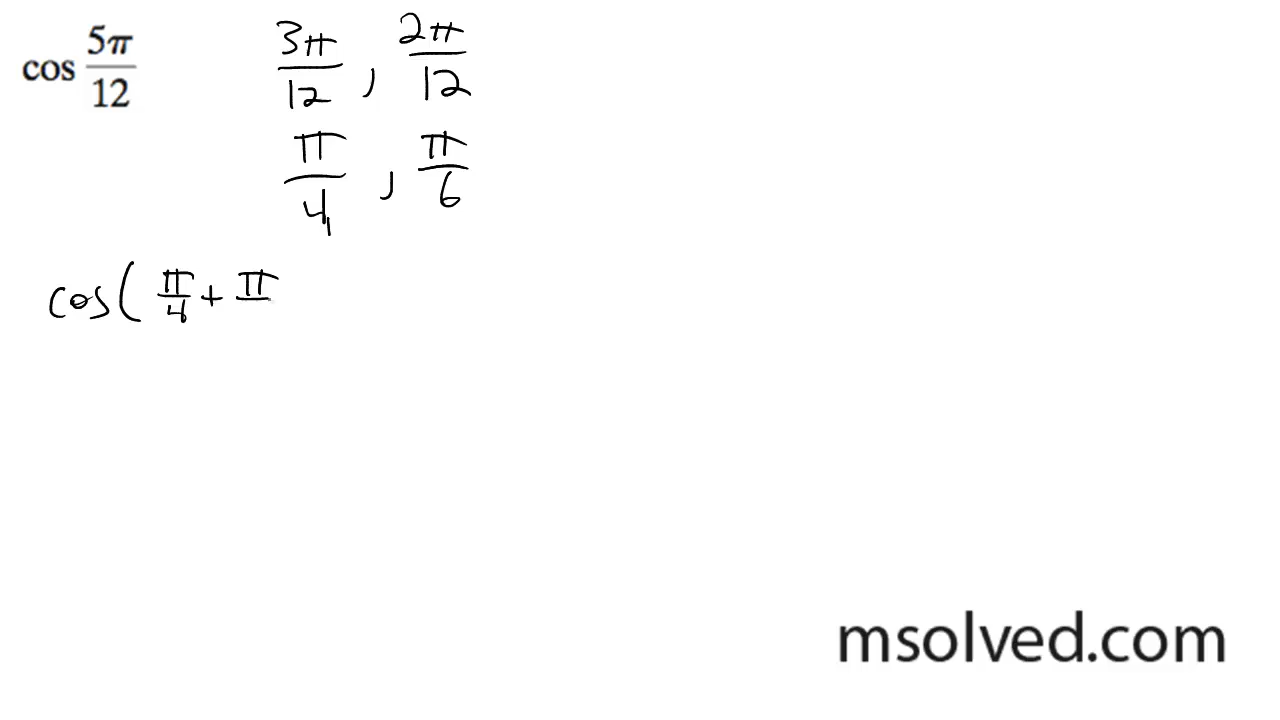 cos 5π/12
3π/12 , 2π/12
π/4 , π/6
cos( π/4 + π
msolved.com